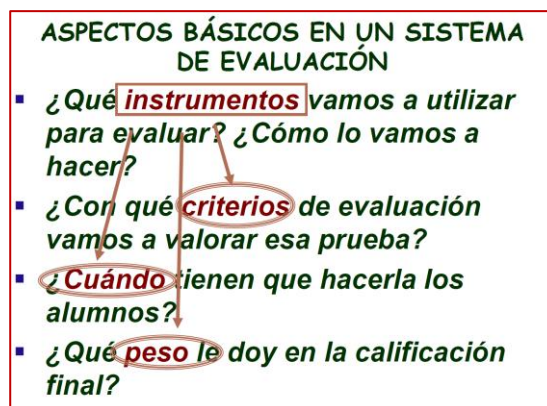 ASPECTOS BÁSICOS EN UN SISTEMA
DE EVALUACIÓN
▪ ¿Qué instrumentos vamos a utilizar
para evaluar? ¿Cómo lo vamos a
hacer?
▪ ¿Con qué criterios de evaluación
vamos a valorar esa prueba?
▪ ¿Cuándo tienen que hacerla los
alumnos?
▪ ¿Qué peso le doy en la calificación
final?